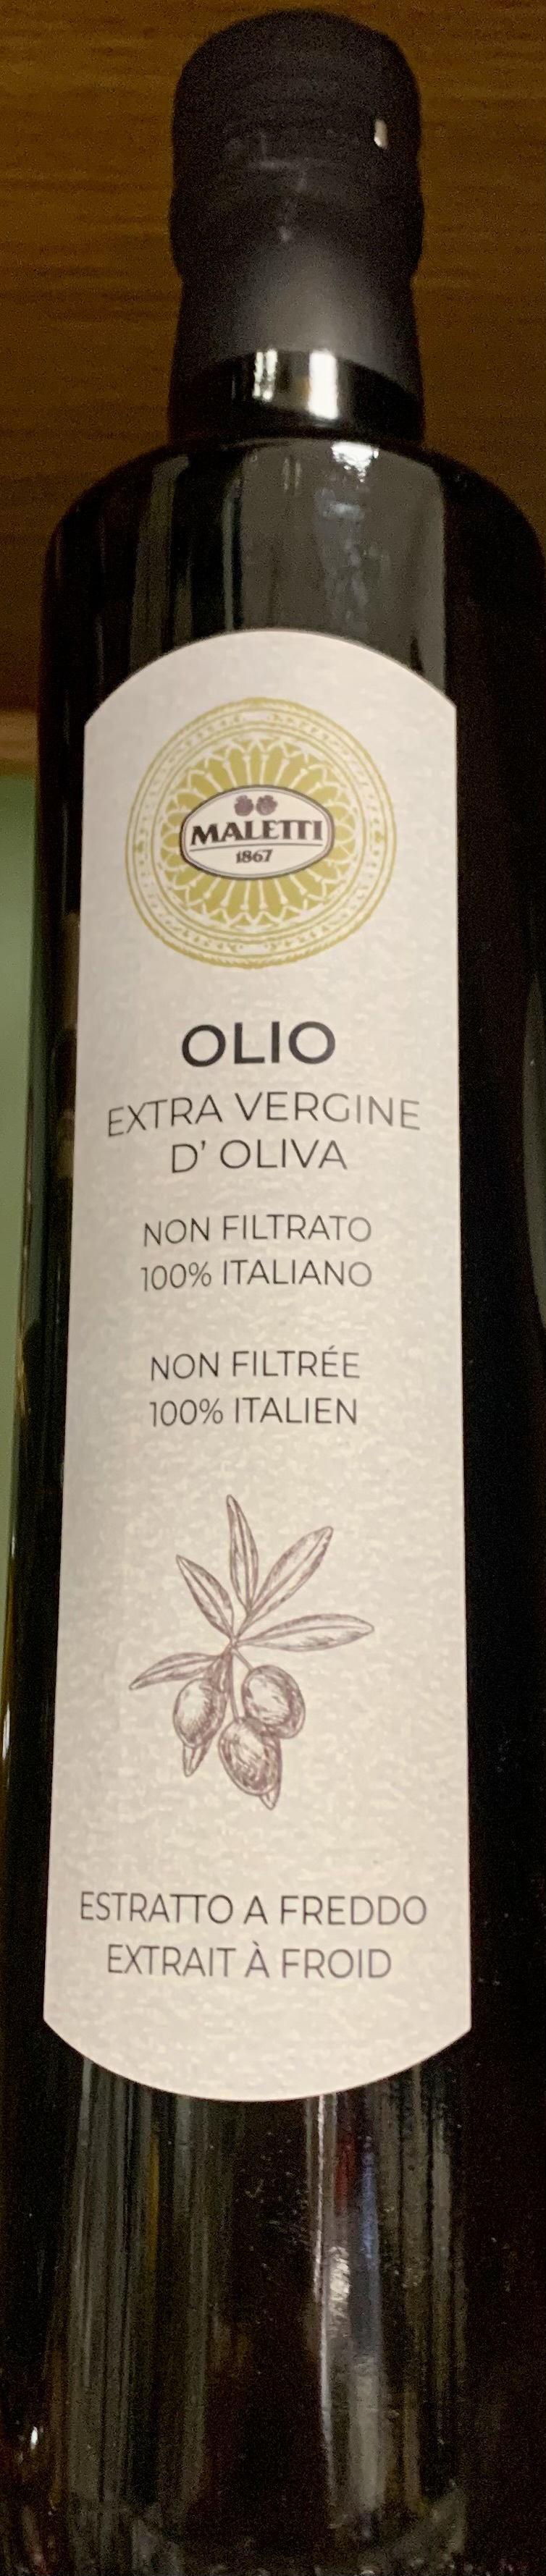 MALETTI
1867
OLIO
EXTRA VERGINE
D' OLIVA
NON FILTRATO
100% ITALIANO
NON FILTRÉE
100% ITALIEN
ESTRATTO A FREDDO
EXTRAIT À FROID